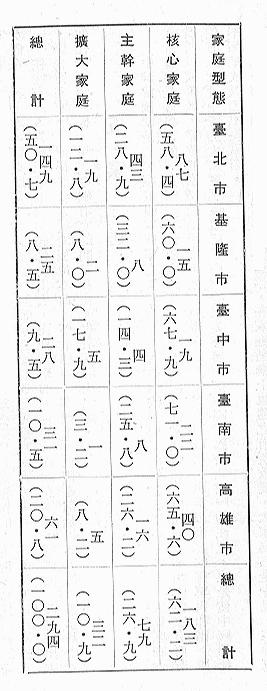 家庭型態 臺北市 基隆市 臺中市 臺南市 高雄市 總計
核心家庭 八七 一五 一九 二二 四〇 一八三
(五八·四) (六〇·〇) (六七·九) (七一·〇) (六五·六) (六二·二)
主幹家庭 四三 八 四 八 一六 七九
(二八·九) (三二·〇) (一四·三) (二五·八) (二六·二) (二六·九)
擴大家庭 一九 二 五 一 五 三二
(一二·八) (八·〇) (一七·九) (三·二) (八·二) (一〇·九)
總計 一四九 二五 二八 三一 六一 二九四
(五〇·七) (八·五) (九·五) (一〇·五) (二〇·八) (一〇〇·〇)